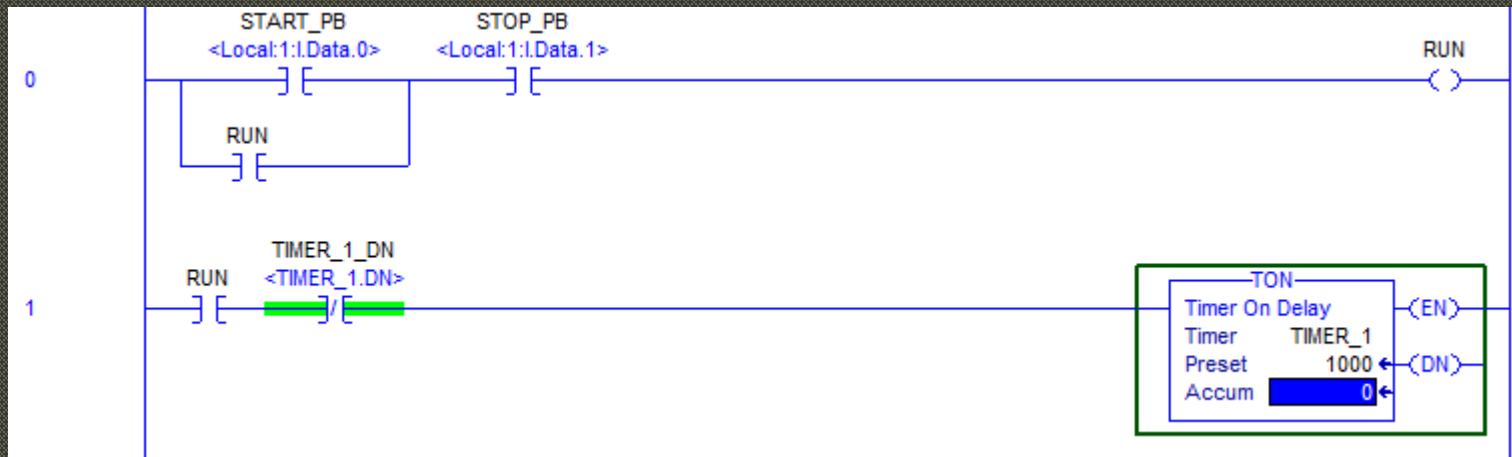 START_PB STOP_PB
<Local:1:I.Data.0> <Local:1:I.Data.1> RUN
0
RUN
TIMER_1_DN
RUN <TIMER_1.DN> TON
1 Timer On Delay EN
Timer TIMER_1
Preset 1000 DN
Accum 0